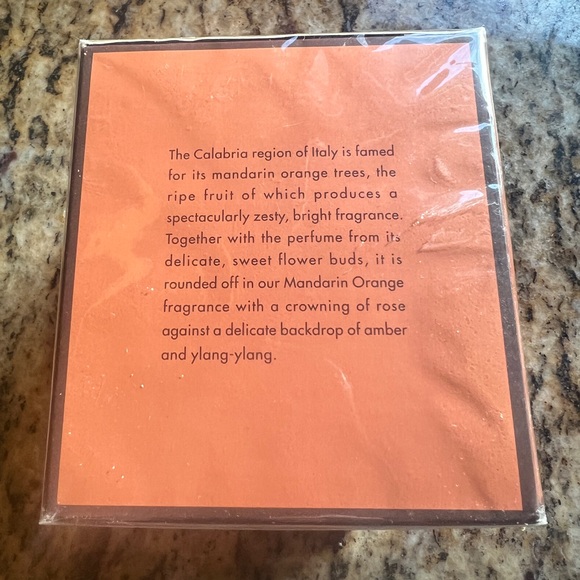 The Calabria region of Italy is famed
for its mandarin orange trees, the
ripe fruit of which produces a
spectacularly zesty, bright fragrance.
Together with the perfume from its
delicate, sweet flower buds, it is
rounded off in our Mandarin Orange
fragrance with a crowning of rose
against a delicate backdrop of amber
and ylang-ylang.